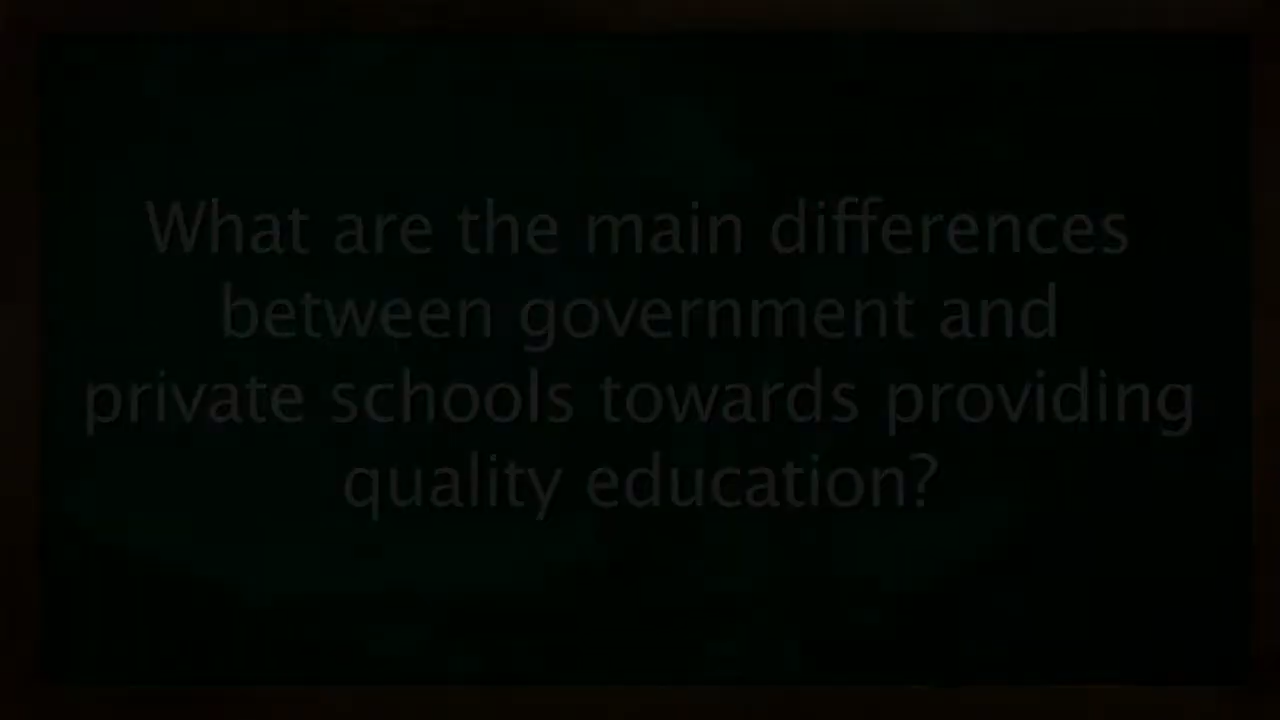 What are the main differences
between government and
private schools towards providing
quality education?